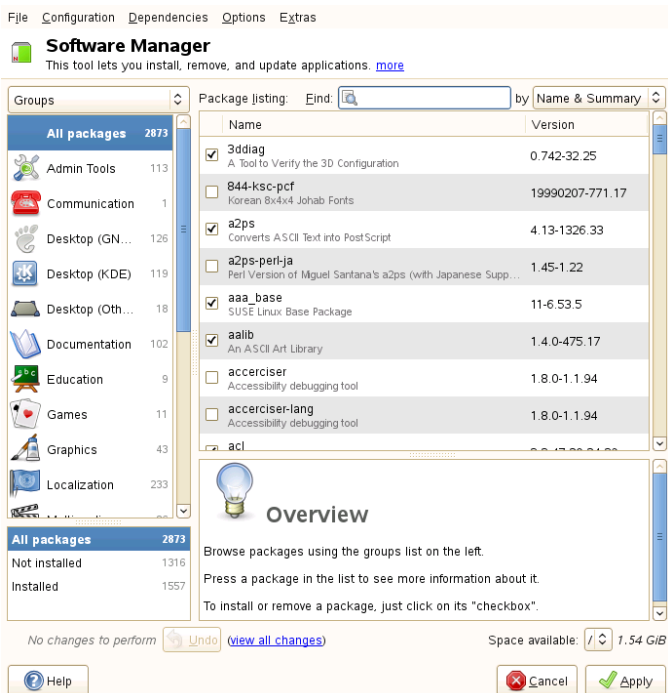 File Configuration Dependencies Options Extras
Software Manager
This tool lets you install, remove, and update applications. more
Groups
Package listing: Find: by Name & Summary
All packages 2873
Admin Tools 113
Communication 1
Desktop (GN... 126
Desktop (KDE) 119
Desktop (Oth... 18
Documentation 102
Education 9
Games 11
Graphics 43
Localization 233
Name Version
3ddiag 0.742-32.25
A Tool to Verify the 3D Configuration
844-ksc-pcf 19990207-771.17
Korean 8x4x4 Johab Fonts
a2ps 4.13-1326.33
Converts ASCII Text into PostScript
a2ps-perl-ja 1.45-1.22
Perl Version of Miguel Santana's a2ps (with Japanese Supp...
aaa_base 11-6.53.5
SUSE Linux Base Package
aalib 1.4.0-475.17
An ASCII Art Library
accerciser 1.8.0-1.1.94
Accessibility debugging tool
accerciser-lang 1.8.0-1.1.94
Accessibility debugging tool
acl
All packages 2873
Not installed 1316
Installed 1557
Overview
Browse packages using the groups list on the left.
Press a package in the list to see more information about it.
To install or remove a package, just click on its "checkbox".
No changes to perform Undo (view all changes) Space available: / 1.54 GiB
Help Cancel Apply